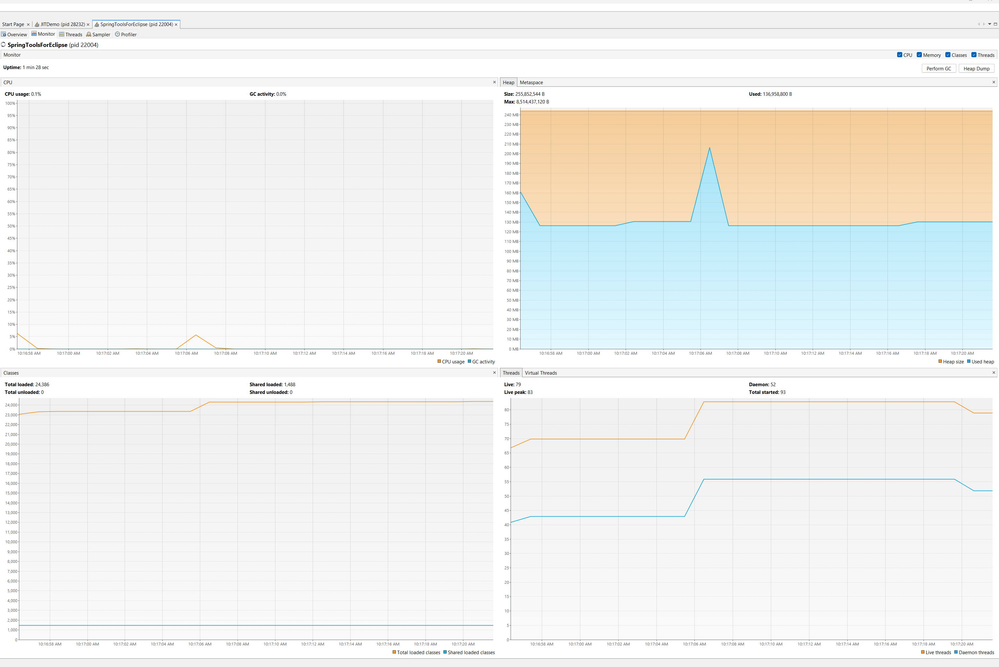 Start Page × JITDemo (pid 28232) × SpringToolsForEclipse (pid 22004) ×
Overview Monitor Threads Sampler Profiler
SpringToolsForEclipse (pid 22004)
Monitor CPU Memory Classes Threads
Uptime: 1 min 28 sec Perform GC Heap Dump
CPU
CPU usage: 0.1% GC activity: 0.0%
100%
95%
90%
85%
80%
75%
70%
65%
60%
55%
50%
45%
40%
35%
30%
25%
20%
15%
10%
5%
0%
10:16:58 AM 10:17:00 AM 10:17:02 AM 10:17:04 AM 10:17:06 AM 10:17:08 AM 10:17:10 AM 10:17:12 AM 10:17:14 AM 10:17:16 AM 10:17:18 AM 10:17:20 AM
CPU usage GC activity
Heap Metaspace
Size: 255,852,544 B Used: 136,958,800 B
Max: 8,514,437,120 B
240 MB
230 MB
220 MB
210 MB
200 MB
190 MB
180 MB
170 MB
160 MB
150 MB
140 MB
130 MB
120 MB
110 MB
100 MB
90 MB
80 MB
70 MB
60 MB
50 MB
40 MB
30 MB
20 MB
10 MB
0 MB
10:16:58 AM 10:17:00 AM 10:17:02 AM 10:17:04 AM 10:17:06 AM 10:17:08 AM 10:17:10 AM 10:17:12 AM 10:17:14 AM 10:17:16 AM 10:17:18 AM 10:17:20 AM
Heap size Used heap
Classes
Total loaded: 24,386 Shared loaded: 1,488
Total unloaded: 0 Shared unloaded: 0
24,000
23,000
22,000
21,000
20,000
19,000
18,000
17,000
16,000
15,000
14,000
13,000
12,000
11,000
10,000
9,000
8,000
7,000
6,000
5,000
4,000
3,000
2,000
1,000
0
10:16:58 AM 10:17:00 AM 10:17:02 AM 10:17:04 AM 10:17:06 AM 10:17:08 AM 10:17:10 AM 10:17:12 AM 10:17:14 AM 10:17:16 AM 10:17:18 AM 10:17:20 AM
Total loaded classes Shared loaded classes
Threads Virtual Threads
Live: 79 Daemon: 52
Live peak: 83 Total started: 93
80
75
70
65
60
55
50
45
40
35
30
25
20
15
10
5
0
10:16:58 AM 10:17:00 AM 10:17:02 AM 10:17:04 AM 10:17:06 AM 10:17:08 AM 10:17:10 AM 10:17:12 AM 10:17:14 AM 10:17:16 AM 10:17:18 AM 10:17:20 AM
Live threads Daemon threads